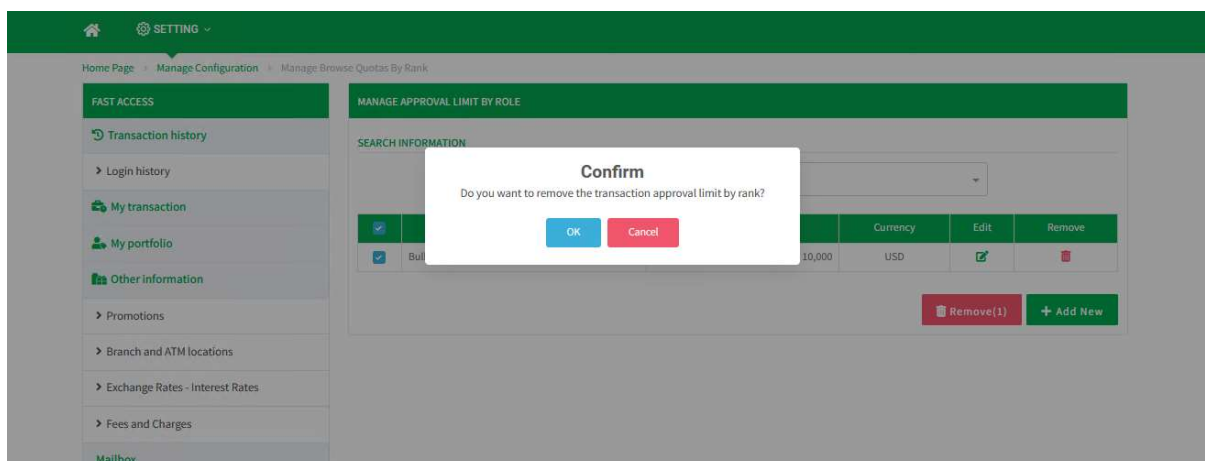 SETTING
Home Page Manage Configuration Manage Browse Quotas By Rank
FAST ACCESS
Transaction history
Login history
My transaction
My portfolio
Other information
Promotions
Branch and ATM locations
Exchange Rates - Interest Rates
Fees and Charges
Mailbox
MANAGE APPROVAL LIMIT BY ROLE
SEARCH INFORMATION
Confirm
Do you want to remove the transaction approval limit by rank?
OK Cancel
Currency Edit Remove
10,000 USD
Remove(1) + Add New